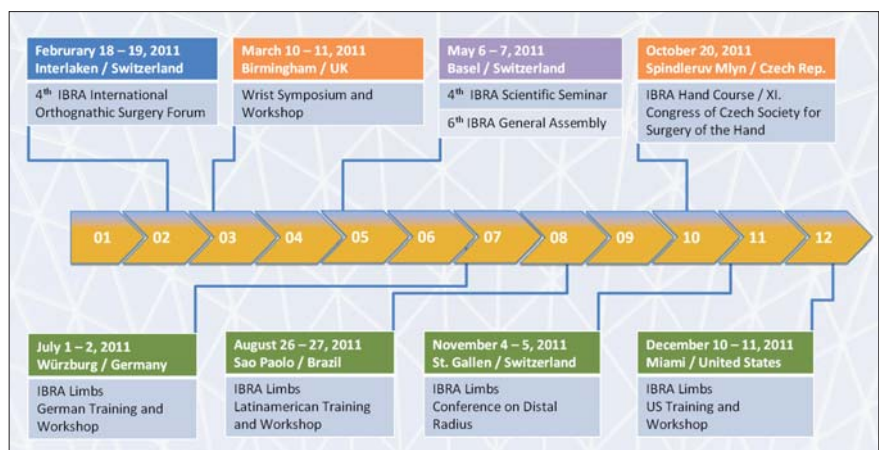 Februrary 18 – 19, 2011
Interlaken / Switzerland
4th IBRA International
Orthognathic Surgery Forum
March 10 – 11, 2011
Birmingham / UK
Wrist Symposium and
Workshop
May 6 – 7, 2011
Basel / Switzerland
4th IBRA Scientific Seminar
6th IBRA General Assembly
October 20, 2011
Spindleruv Mlyn / Czech Rep.
IBRA Hand Course / XI.
Congress of Czech Society for
Surgery of the Hand
01 02 03 04 05 06 07 08 09 10 11 12
July 1 – 2, 2011
Würzburg / Germany
IBRA Limbs
German Training and
Workshop
August 26 – 27, 2011
Sao Paolo / Brazil
IBRA Limbs
Latinamerican Training
and Workshop
November 4 – 5, 2011
St. Gallen / Switzerland
IBRA Limbs
Conference on Distal
Radius
December 10 – 11, 2011
Miami / United States
IBRA Limbs
US Training and
Workshop